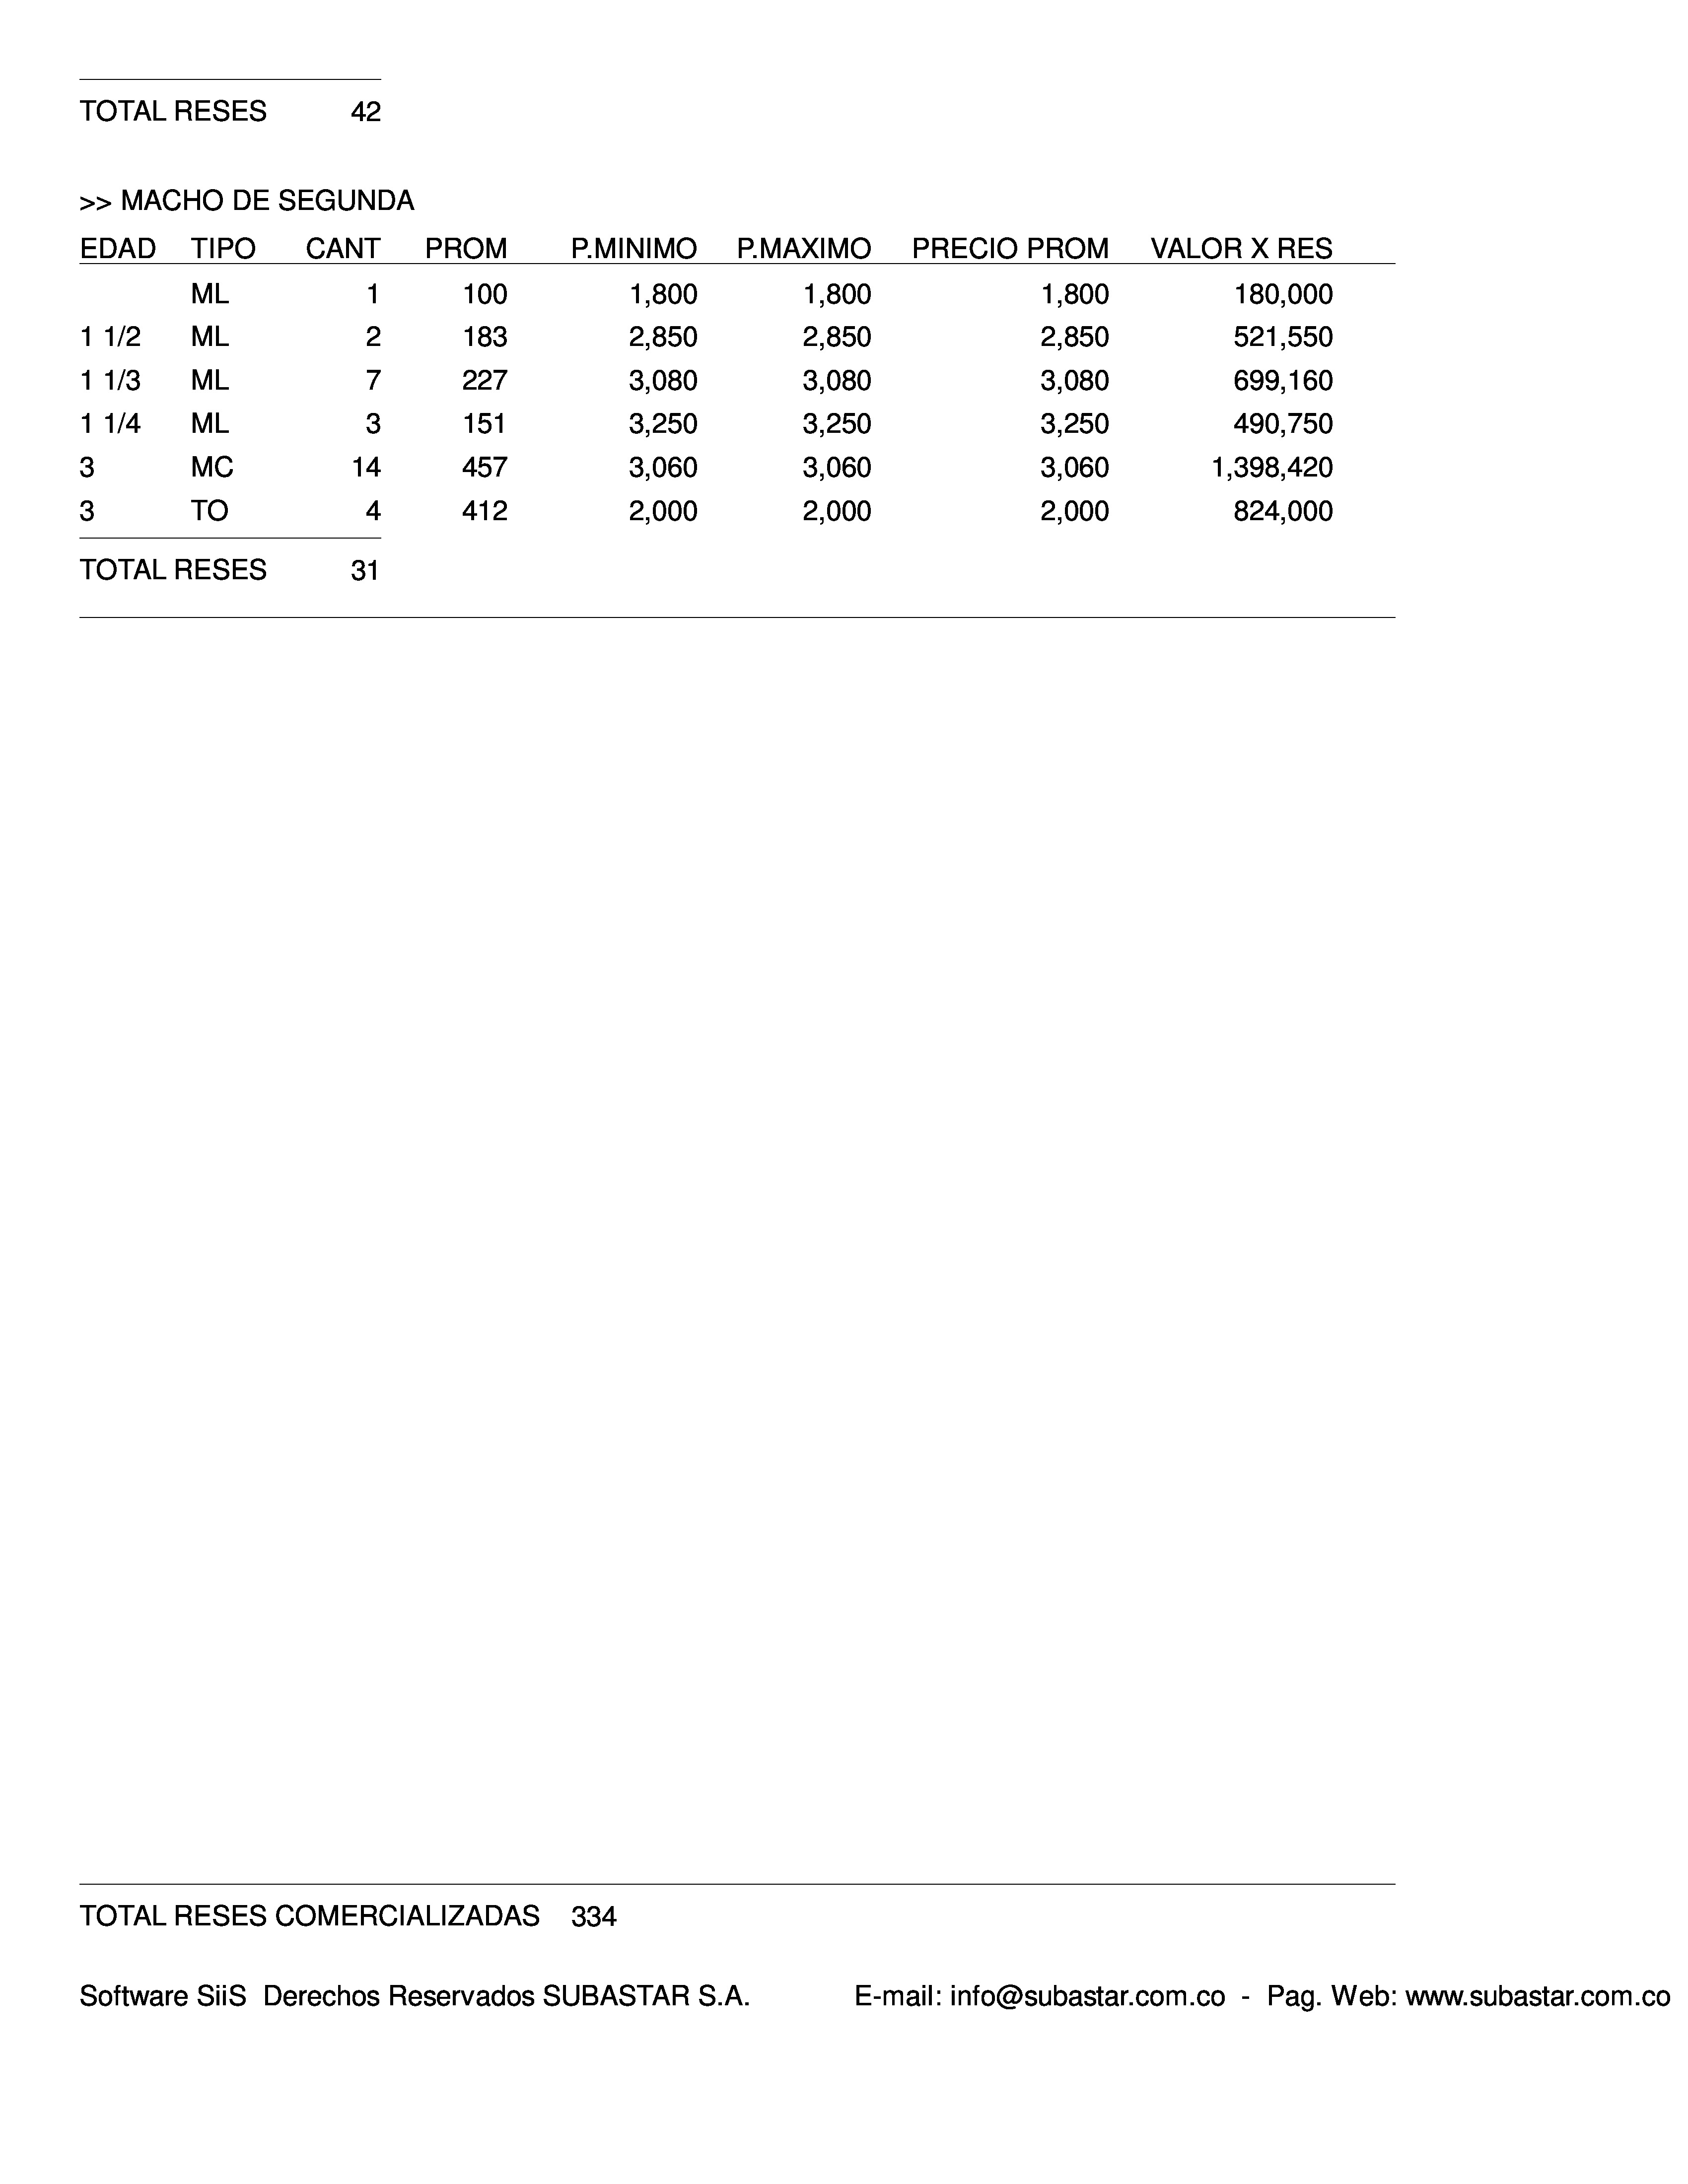 TOTAL RESES 42
>> MACHO DE SEGUNDA
EDAD TIPO CANT PROM P.MINIMO P.MAXIMO PRECIO PROM VALOR X RES
ML 1 100 1,800 1,800 1,800 180,000
1 1/2 ML 2 183 2,850 2,850 2,850 521,550
1 1/3 ML 7 227 3,080 3,080 3,080 699,160
1 1/4 ML 3 151 3,250 3,250 3,250 490,750
3 MC 14 457 3,060 3,060 3,060 1,398,420
3 TO 4 412 2,000 2,000 2,000 824,000
TOTAL RESES 31
TOTAL RESES COMERCIALIZADAS 334
Software SiiS Derechos Reservados SUBASTAR S.A. E-mail: info@subastar.com.co - Pag. Web: www.subastar.com.co